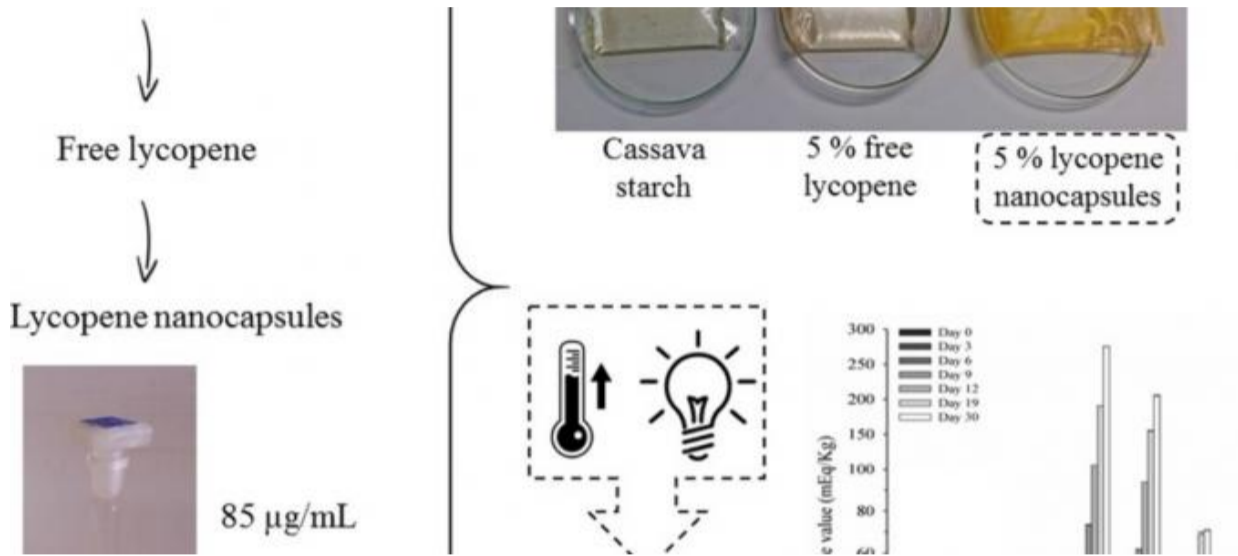 Free lycopene
Lycopene nanocapsules
85 µg/mL
Cassava
starch
5 % free
lycopene
5 % lycopene
nanocapsules
300
250
200
150
100
80
60
Day 0
Day 3
Day 6
Day 9
Day 12
Day 19
Day 30
value (mEq/Kg)